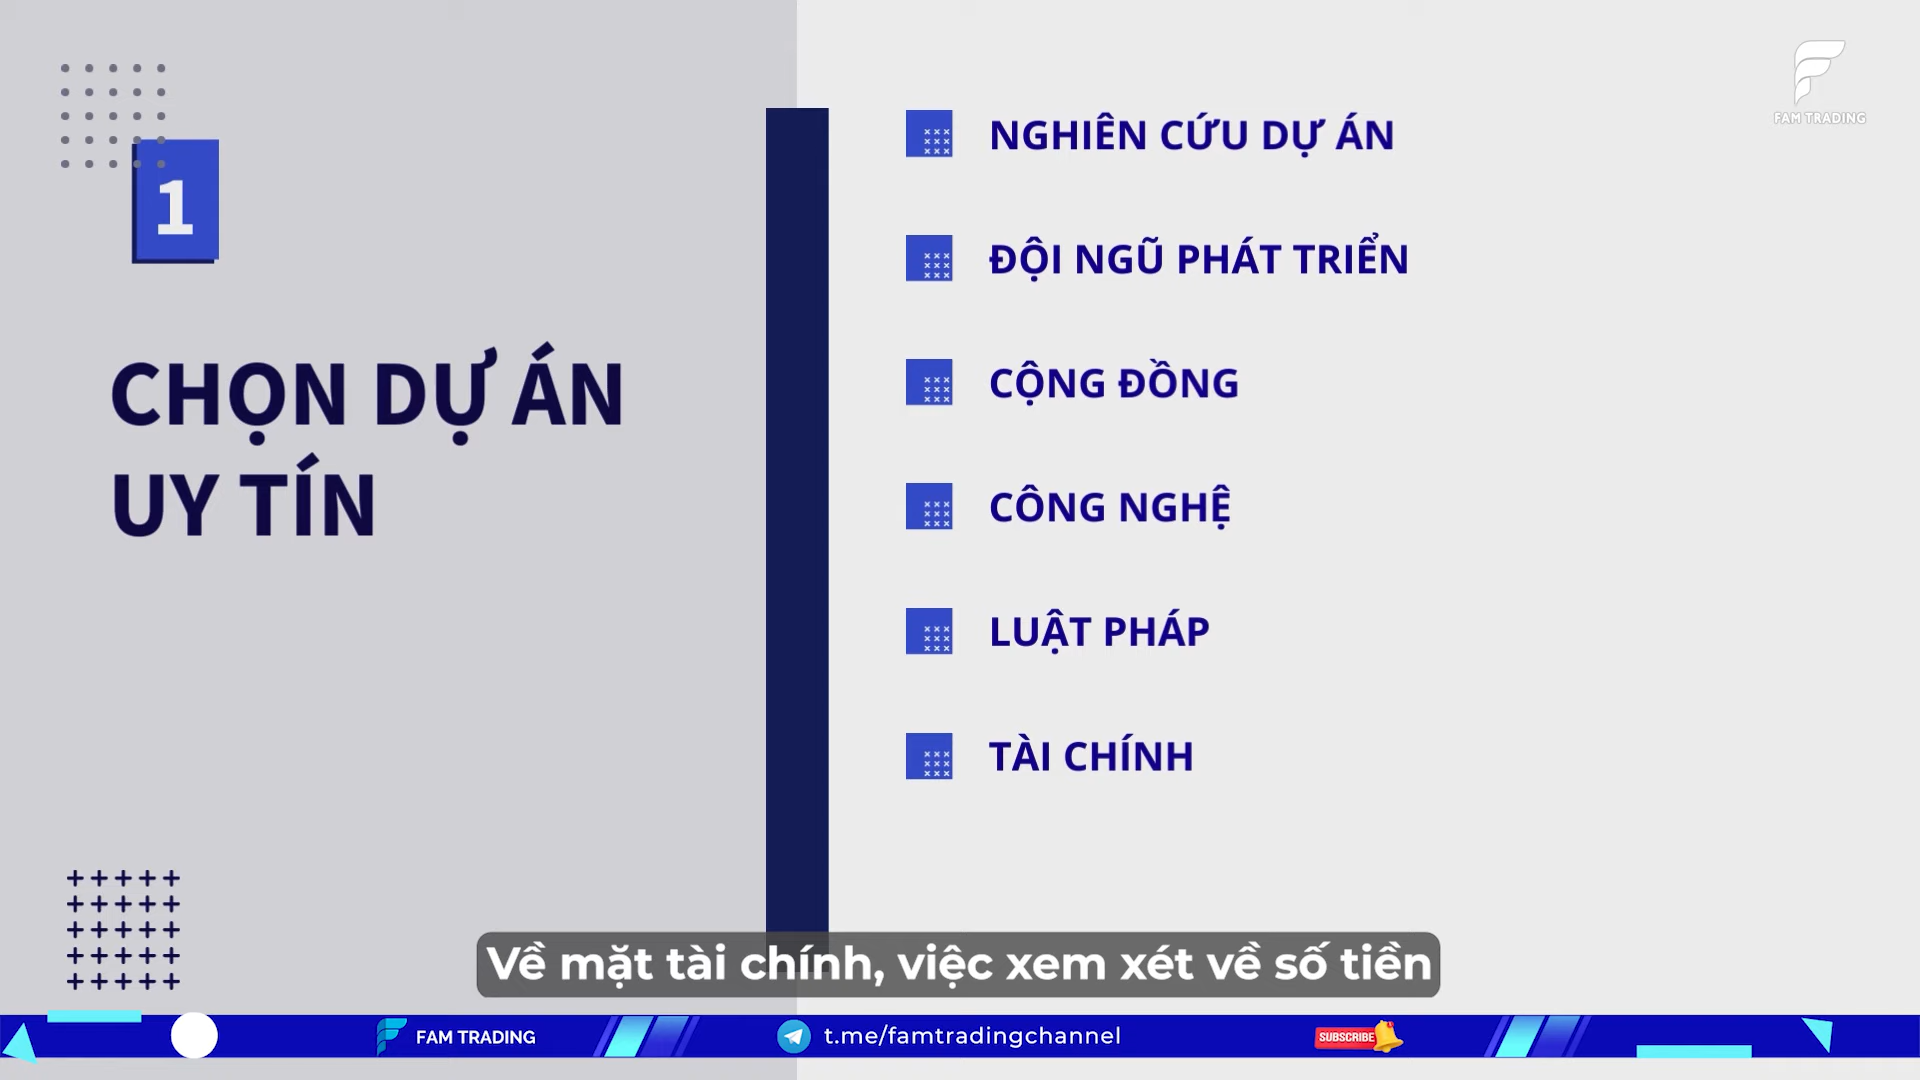 1
CHỌN DỰ ÁN
UY TÍN
NGHIÊN CỨU DỰ ÁN
ĐỘI NGŨ PHÁT TRIỂN
CỘNG ĐỒNG
CÔNG NGHỆ
LUẬT PHÁP
TÀI CHÍNH
FAM TRADING
Về mặt tài chính, việc xem xét về số tiền
FAM TRADING
t.me/famtradingchannel
SUBSCRIBE